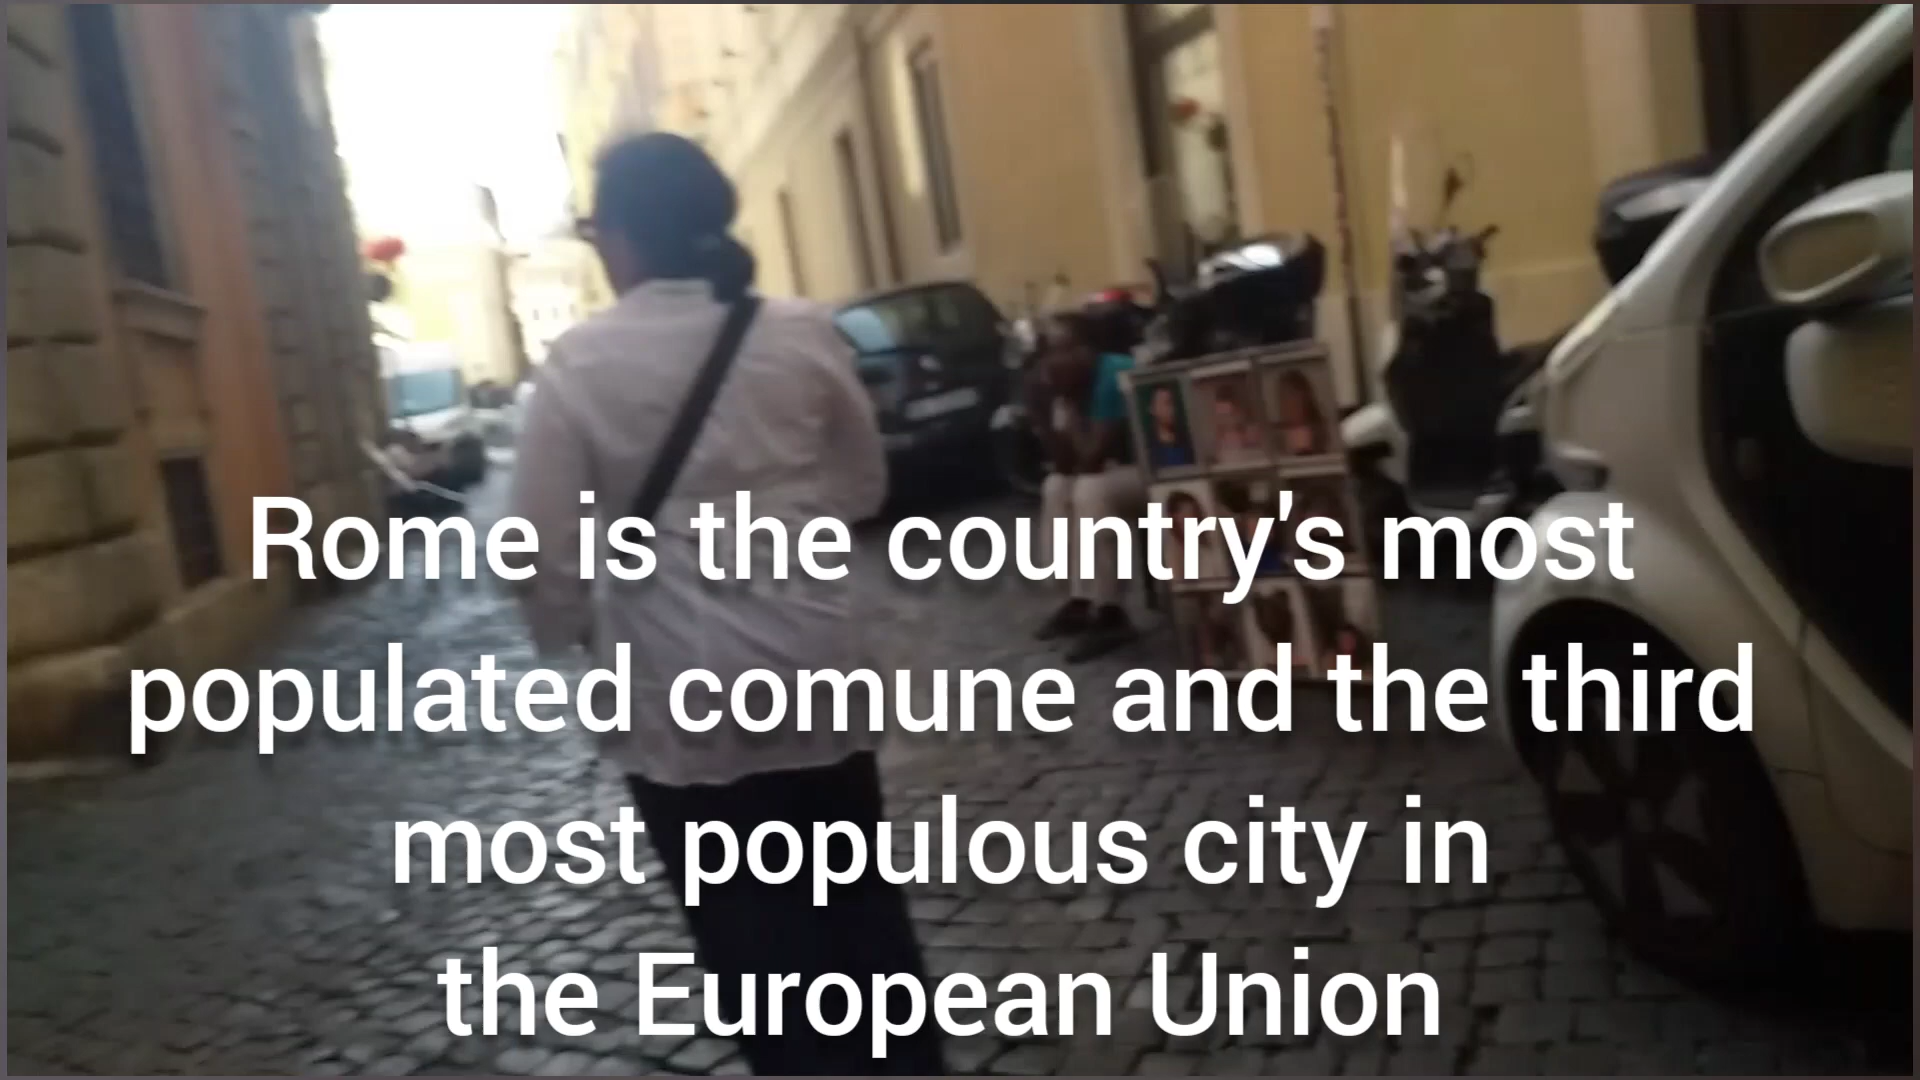 Rome is the country's most
populated comune and the third
most populous city in
the European Union